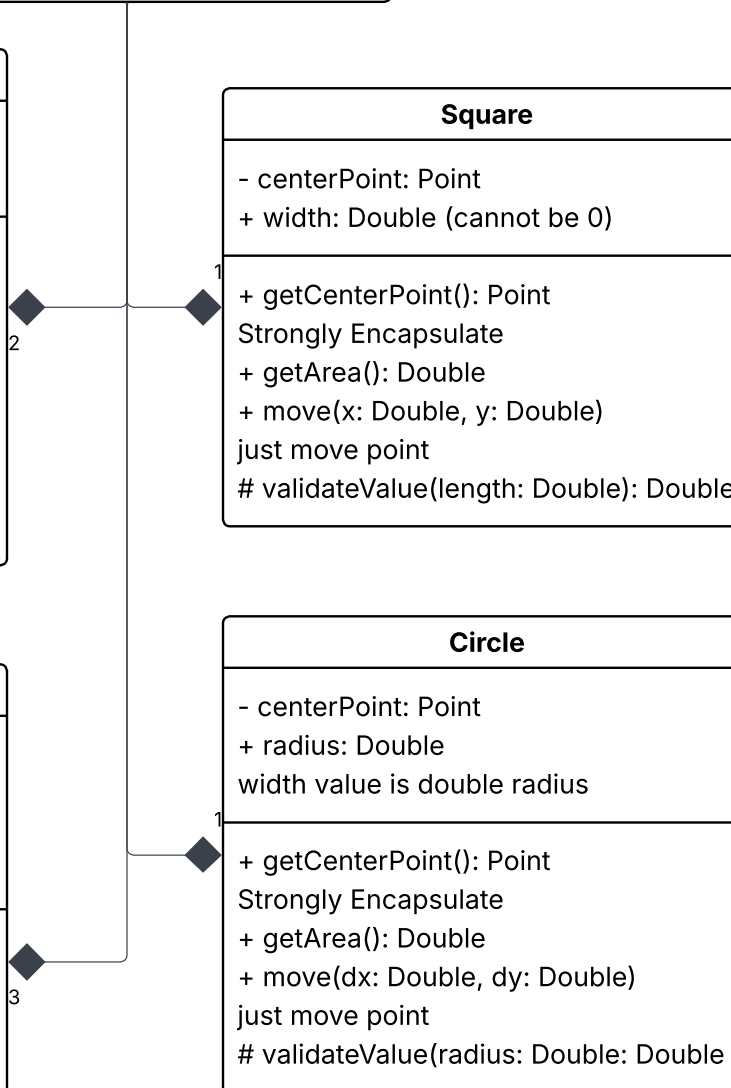 Square
- centerPoint: Point
+ width: Double (cannot be 0)
1
+ getCenterPoint(): Point
Strongly Encapsulate
2
+ getArea(): Double
+ move(x: Double, y: Double)
just move point
# validateValue(length: Double): Double
Circle
- centerPoint: Point
+ radius: Double
width value is double radius
1
+ getCenterPoint(): Point
Strongly Encapsulate
+ getArea(): Double
+ move(dx: Double, dy: Double)
3
just move point
# validateValue(radius: Double: Double